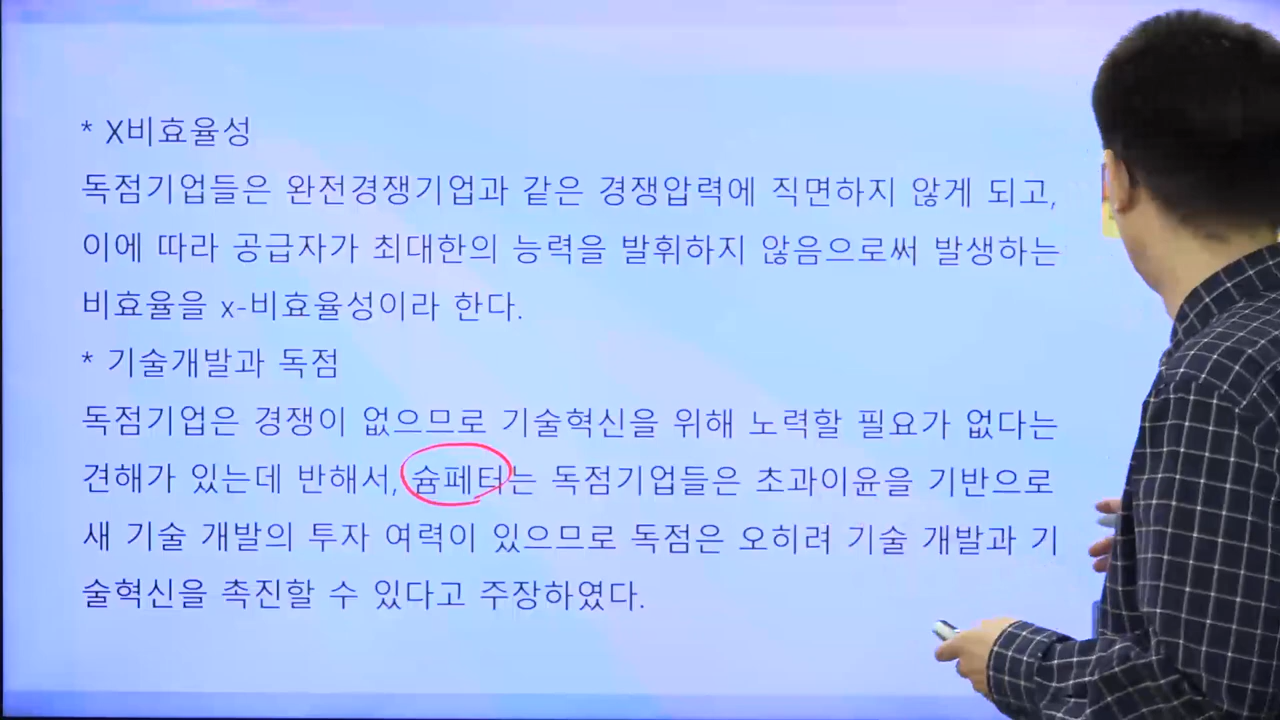 * X비효율성
독점기업들은 완전경쟁기업과 같은 경쟁압력에 직면하지 않게 되고,
이에 따라 공급자가 최대한의 능력을 발휘하지 않음으로써 발생하는
비효율을 x-비효율성이라 한다.
* 기술개발과 독점
독점기업은 경쟁이 없으므로 기술혁신을 위해 노력할 필요가 없다는
견해가 있는데 반해서, 슘페터는 독점기업들은 초과이윤을 기반으로
새 기술 개발의 투자 여력이 있으므로 독점은 오히려 기술 개발과 기
술혁신을 촉진할 수 있다고 주장하였다.